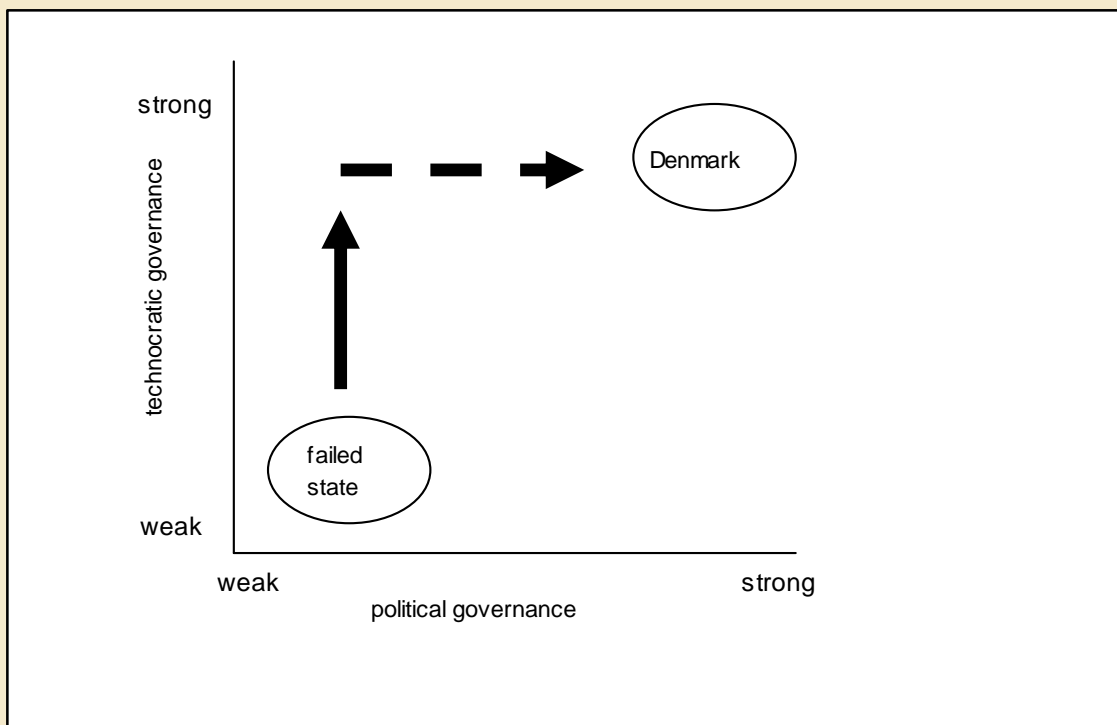 strong
technocratic governance
Denmark
failed
state
weak
weak
strong
political governance